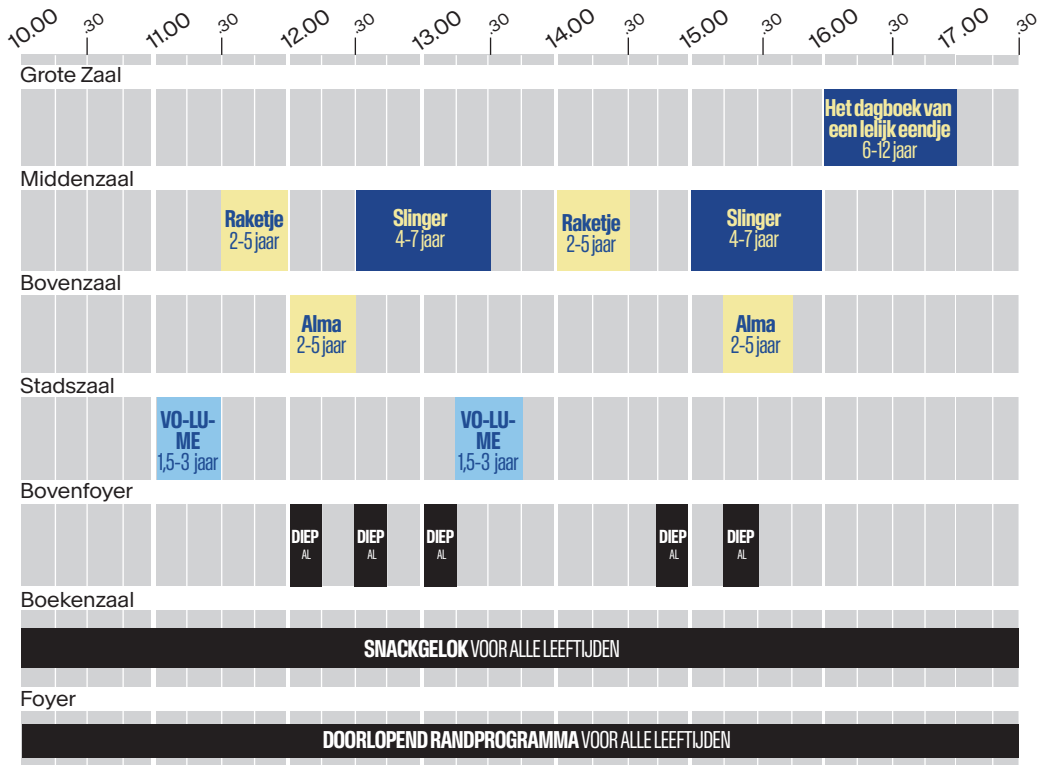 10.00 .30 11.00 .30 12.00 .30 13.00 .30 14.00 .30 15.00 .30 16.00 .30 17.00 .30
Grote Zaal
Het dagboek van
een lelijk eendje
6-12 jaar
Middenzaal
Raketje
2-5 jaar
Slinger
4-7 jaar
Raketje
2-5 jaar
Slinger
4-7 jaar
Bovenzaal
Alma
2-5 jaar
Alma
2-5 jaar
Stadszaal
VO-LU-
ME
1,5-3 jaar
VO-LU-
ME
1,5-3 jaar
Bovenfoyer
DIEP
AL
DIEP
AL
DIEP
AL
DIEP
AL
DIEP
AL
Boekenzaal
SNACKGELOK VOOR ALLE LEEFTIJDEN
Foyer
DOORLOPEND RANDPROGRAMMA VOOR ALLE LEEFTIJDEN